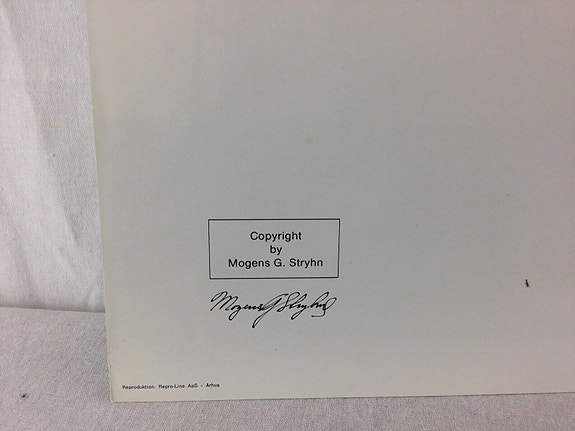 Copyright
by
Mogens G. Stryhn
Mogens G Stryhn
Reproduktion: Repro-Line ApS - Århus